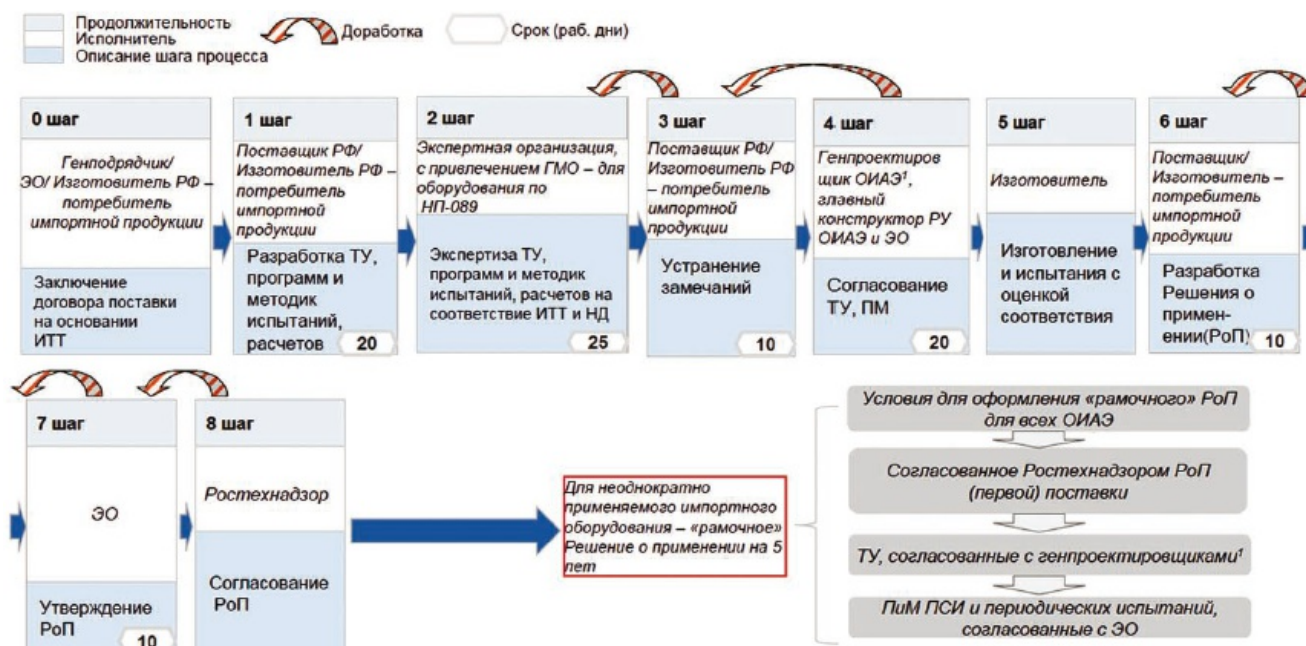 Продолжительность
Исполнитель
Описание шага процесса
Доработка
Срок (раб. дни)
0 шаг
Генподрядчик/
ЭО/ Изготовитель РФ –
потребитель
импортной продукции
Заключение
договора поставки
на основании
ИТТ
1 шаг
Поставщик РФ/
Изготовитель РФ –
потребитель
импортной
продукции
Разработка ТУ,
программ и
методик
испытаний,
расчетов
20
2 шаг
Экспертная организация,
с привлечением ГМО – для
оборудования по
НП-089
Экспертиза ТУ,
программ и методик
испытаний, расчетов на
соответствие ИТТ и НД
25
3 шаг
Поставщик РФ/
Изготовитель РФ
– потребитель
импортной
продукции
Устранение
замечаний
10
4 шаг
Генпроектиров
щик ОИАЭ¹,
главный
конструктор РУ
ОИАЭ и ЭО
Согласование
ТУ, ПМ
20
5 шаг
Изготовитель
Изготовление
и испытания с
оценкой
соответствия
6 шаг
Поставщик/
Изготовитель –
потребитель
импортной
продукции
Разработка
Решения о
примен-
ении(РоП)
10
7 шаг
ЭО
Утверждение
РоП
10
8 шаг
Ростехнадзор
Согласование
РоП
Для неоднократно
применяемого импортного
оборудования – «рамочное»
Решение о применении на 5
лет
Условия для оформления «рамочного» РоП
для всех ОИАЭ
Согласованное Ростехнадзором РоП
(первой) поставки
ТУ, согласованные с генпроектировщиками¹
ПиМ ПСИ и периодических испытаний,
согласованные с ЭО